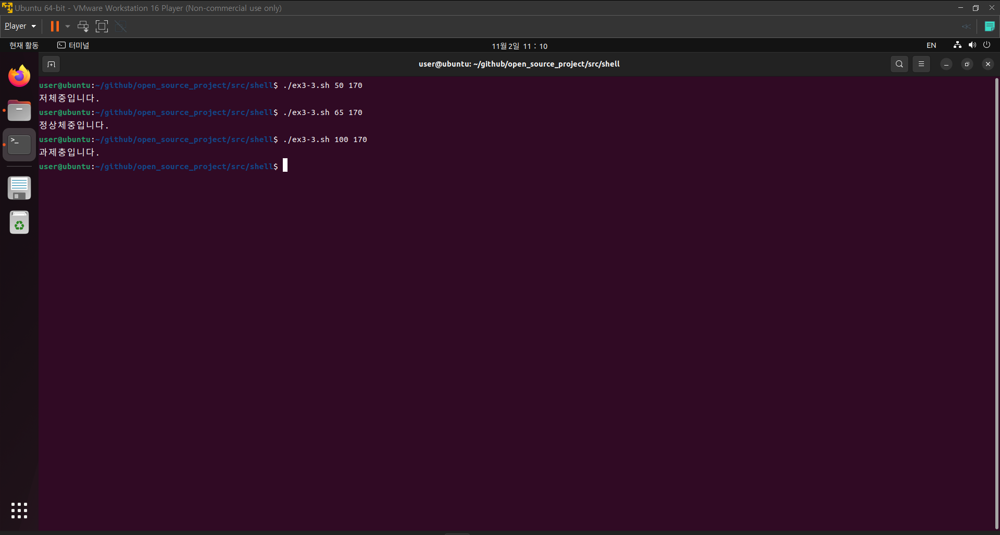 Ubuntu 64-bit - VMware Workstation 16 Player (Non-commercial use only)
Player
현재 활동 터미널 11월 2일 11 : 10 EN
user@ubuntu: ~/github/open_source_project/src/shell
user@ubuntu:~/github/open_source_project/src/shell$ ./ex3-3.sh 50 170
저체중입니다.
user@ubuntu:~/github/open_source_project/src/shell$ ./ex3-3.sh 65 170
정상체중입니다.
user@ubuntu:~/github/open_source_project/src/shell$ ./ex3-3.sh 100 170
과제충입니다.
user@ubuntu:~/github/open_source_project/src/shell$